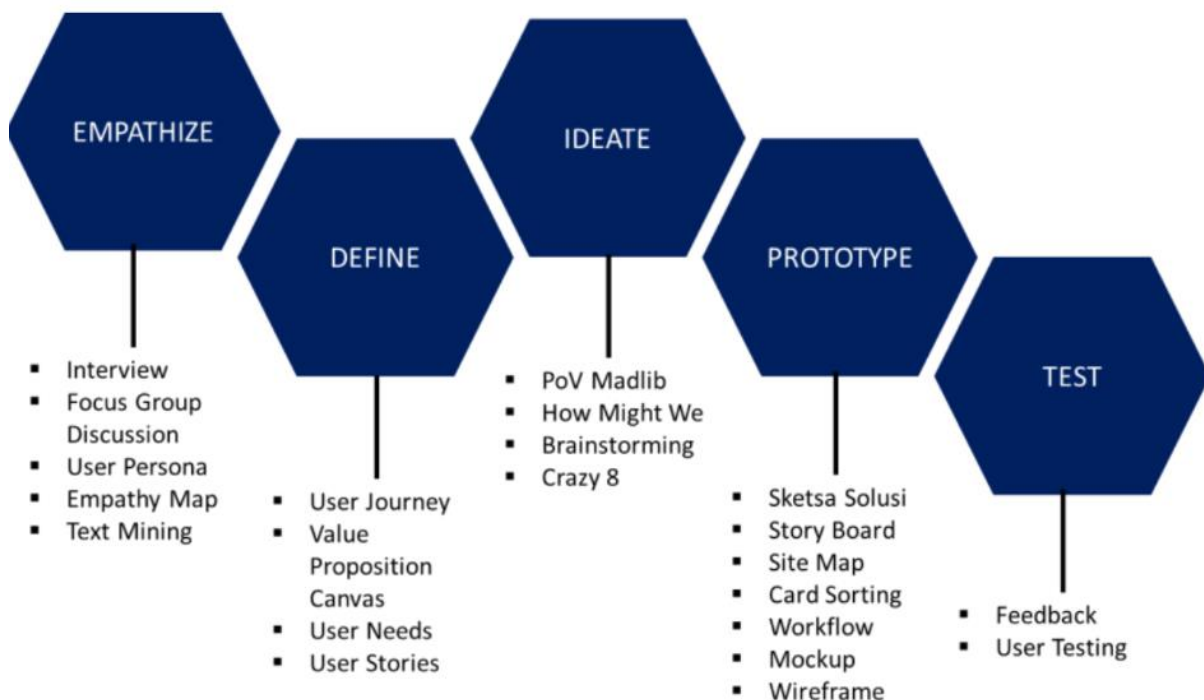 EMPATHIZE
Interview
Focus Group
Discussion
User Persona
Empathy Map
Text Mining
DEFINE
User Journey
Value
Proposition
Canvas
User Needs
User Stories
IDEATE
PoV Madlib
How Might We
Brainstorming
Crazy 8
PROTOTYPE
Sketsa Solusi
Story Board
Site Map
Card Sorting
Workflow
Mockup
Wireframe
TEST
Feedback
User Testing